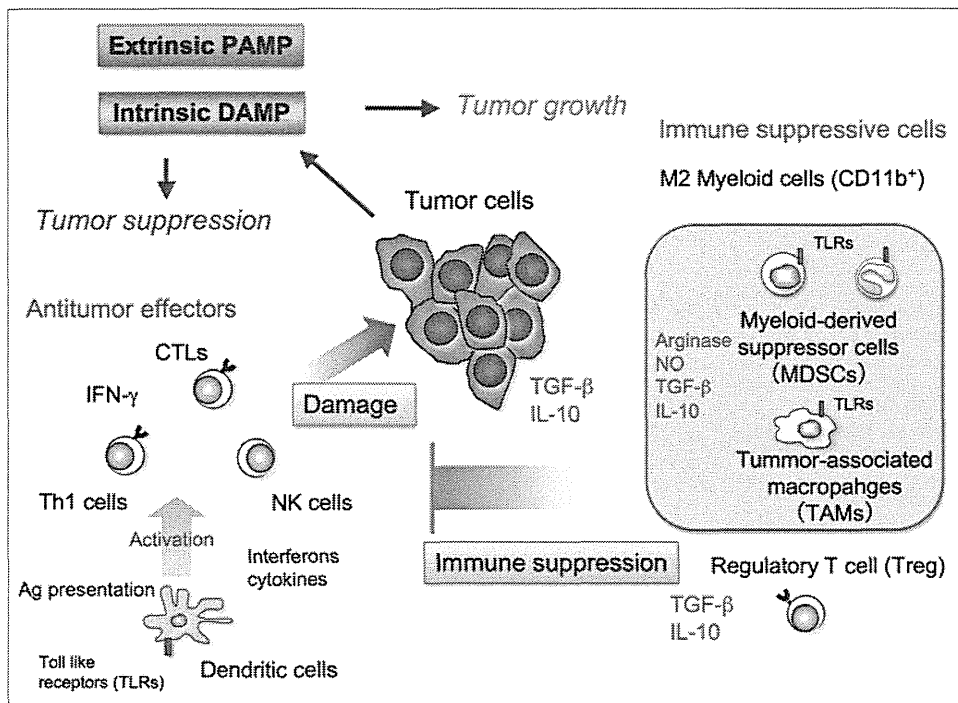 Extrinsic PAMP
Intrinsic DAMP
Tumor growth
Tumor suppression
Tumor cells
TGF-β
IL-10
Damage
Antitumor effectors
CTLs
IFN-γ
Th1 cells
NK cells
Activation
Interferons
cytokines
Ag presentation
Toll like
receptors (TLRs)
Dendritic cells
Immune suppressive cells
M2 Myeloid cells (CD11b⁺)
TLRs
Myeloid-derived
suppressor cells
(MDSCs)
Arginase
NO
TGF-β
IL-10
TLRs
Tummor-associated
macropahges
(TAMs)
Immune suppression
Regulatory T cell (Treg)
TGF-β
IL-10